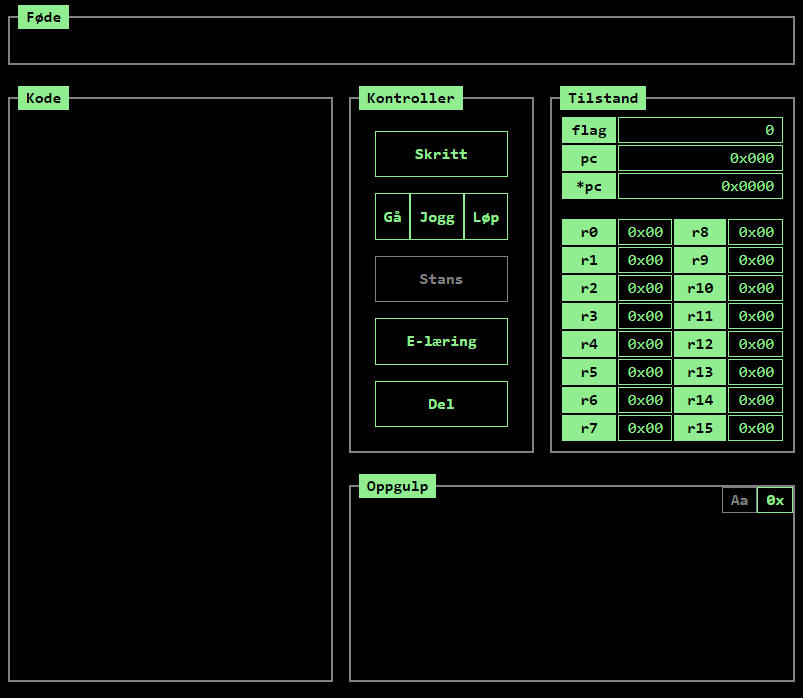 Føde
Kode
Kontroller
Skritt
Gå Jogg Løp
Stans
E-læring
Del
Tilstand
flag 0
pc 0x000
*pc 0x0000
r0 0x00 r8 0x00
r1 0x00 r9 0x00
r2 0x00 r10 0x00
r3 0x00 r11 0x00
r4 0x00 r12 0x00
r5 0x00 r13 0x00
r6 0x00 r14 0x00
r7 0x00 r15 0x00
Oppgulp
Aa 0x